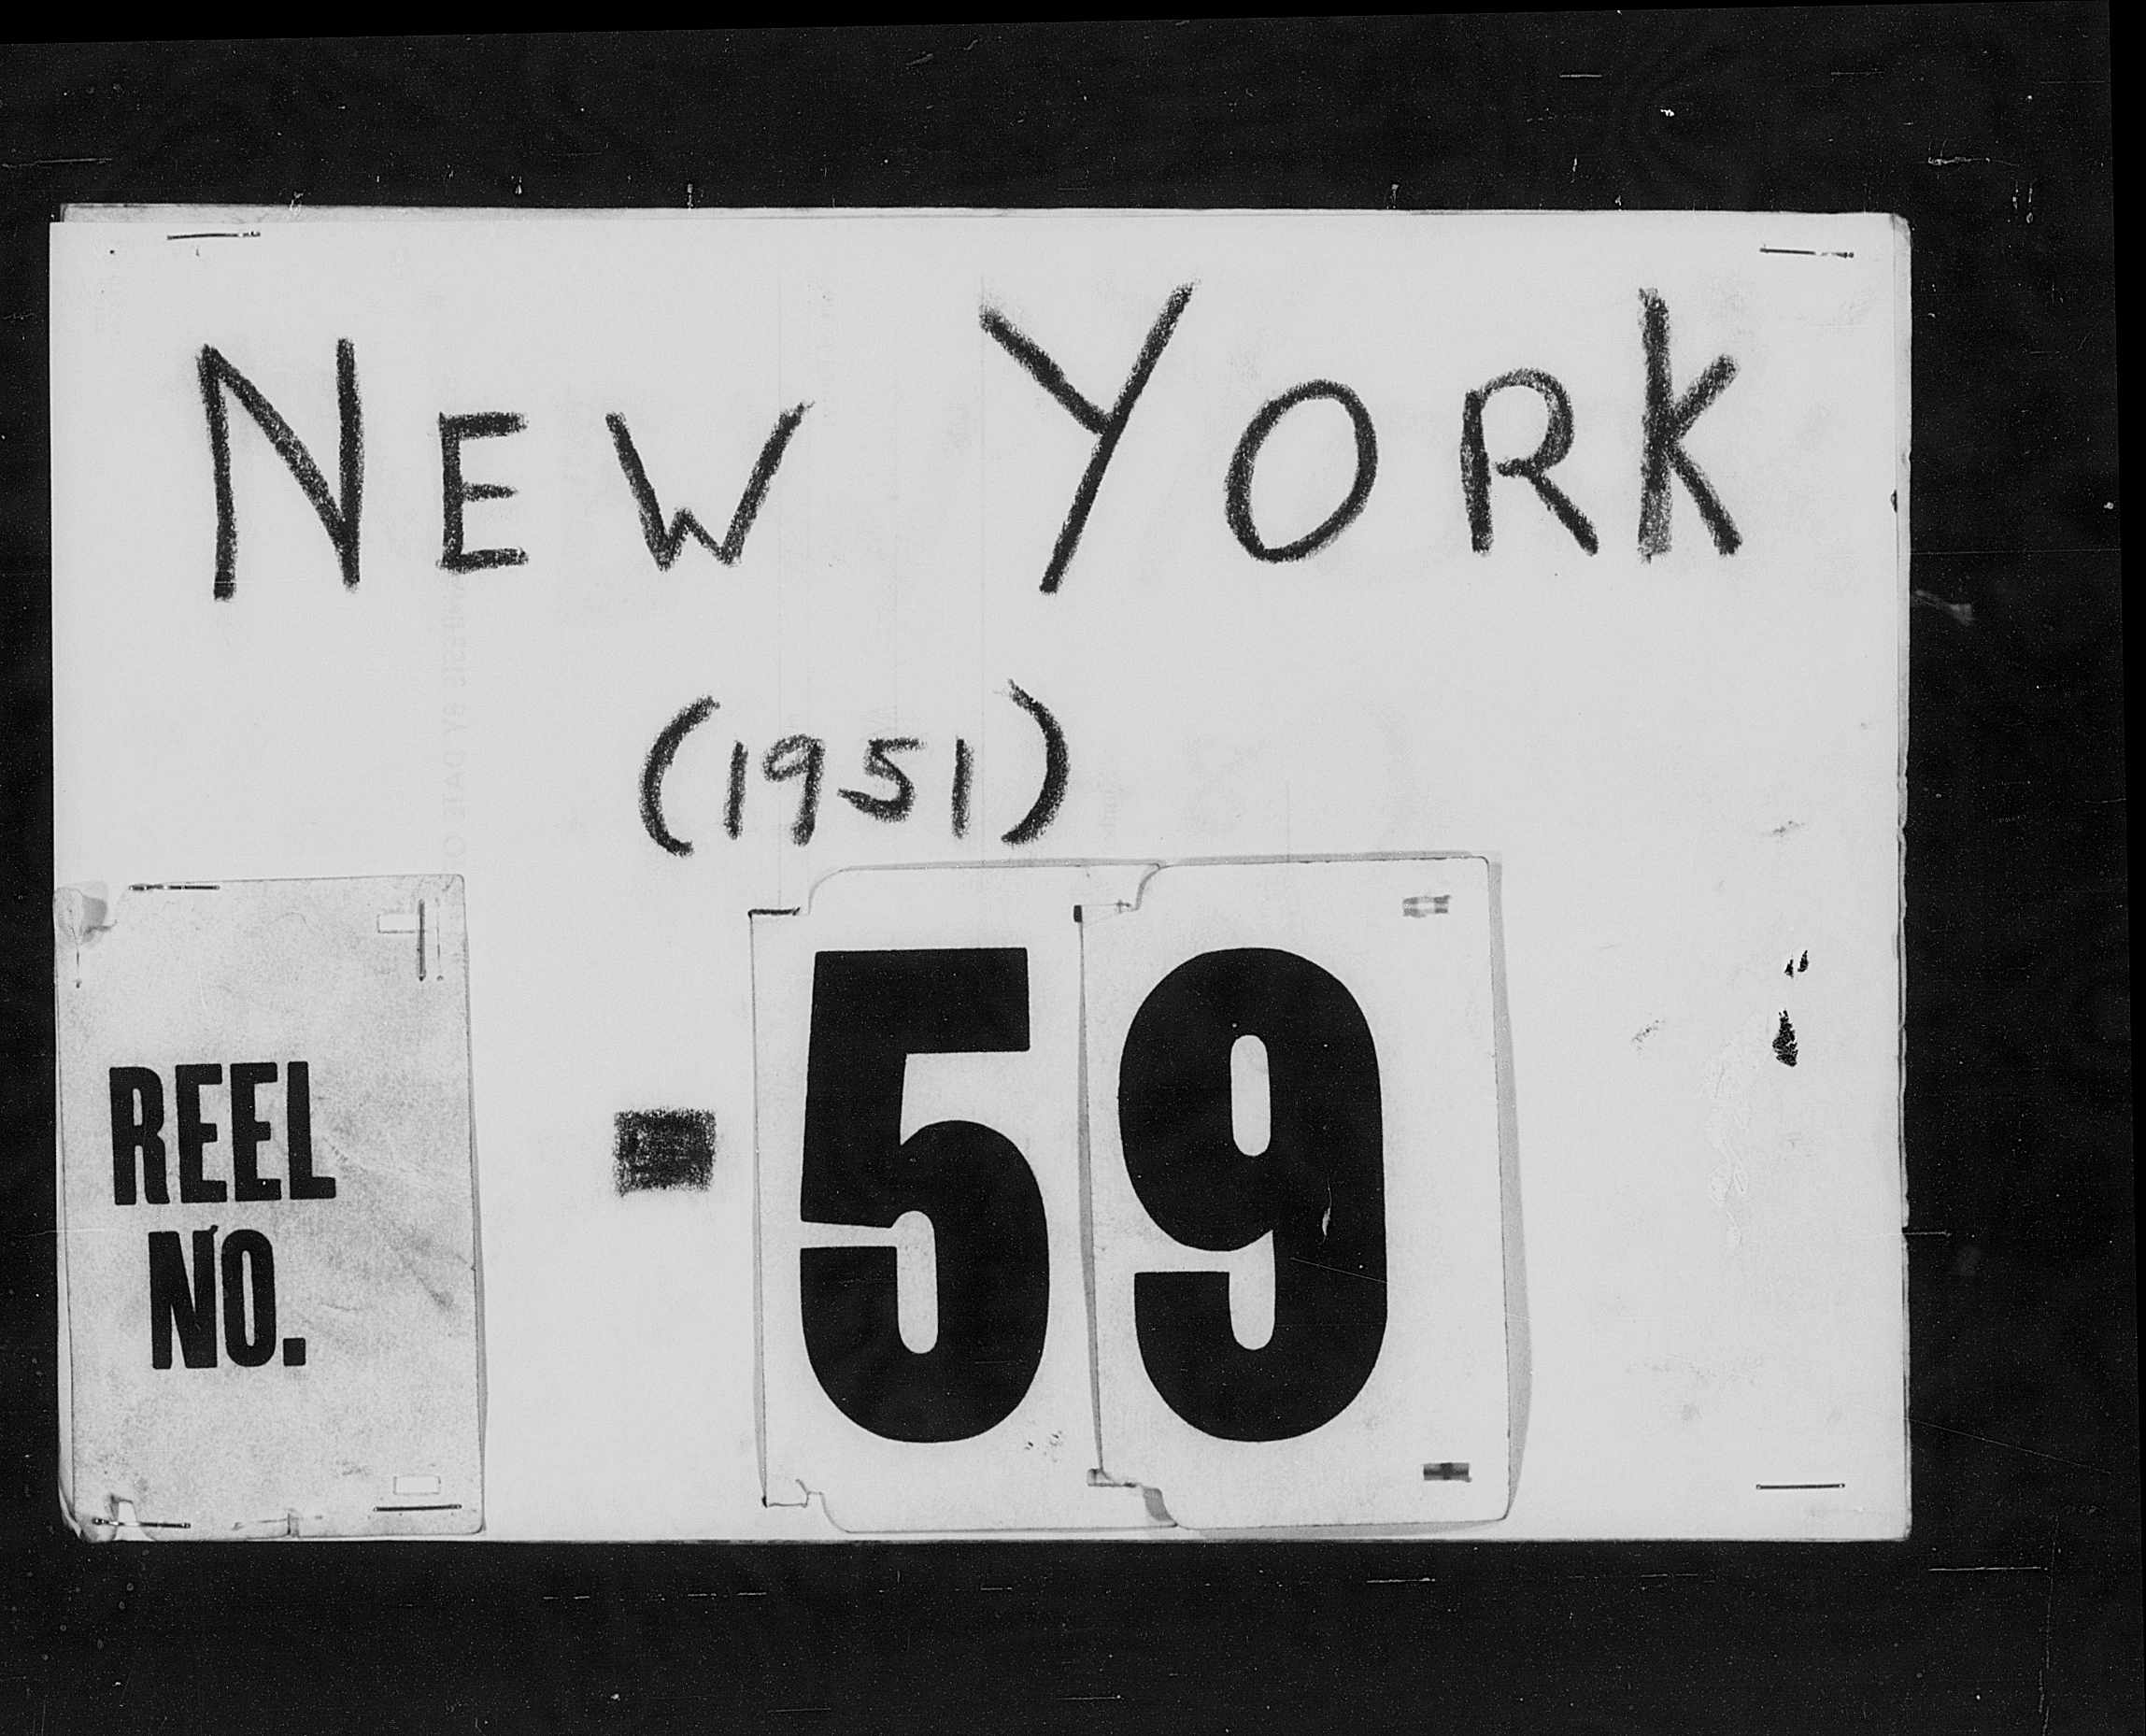 NEW YORK
(1951)
REEL
NO.
- 59